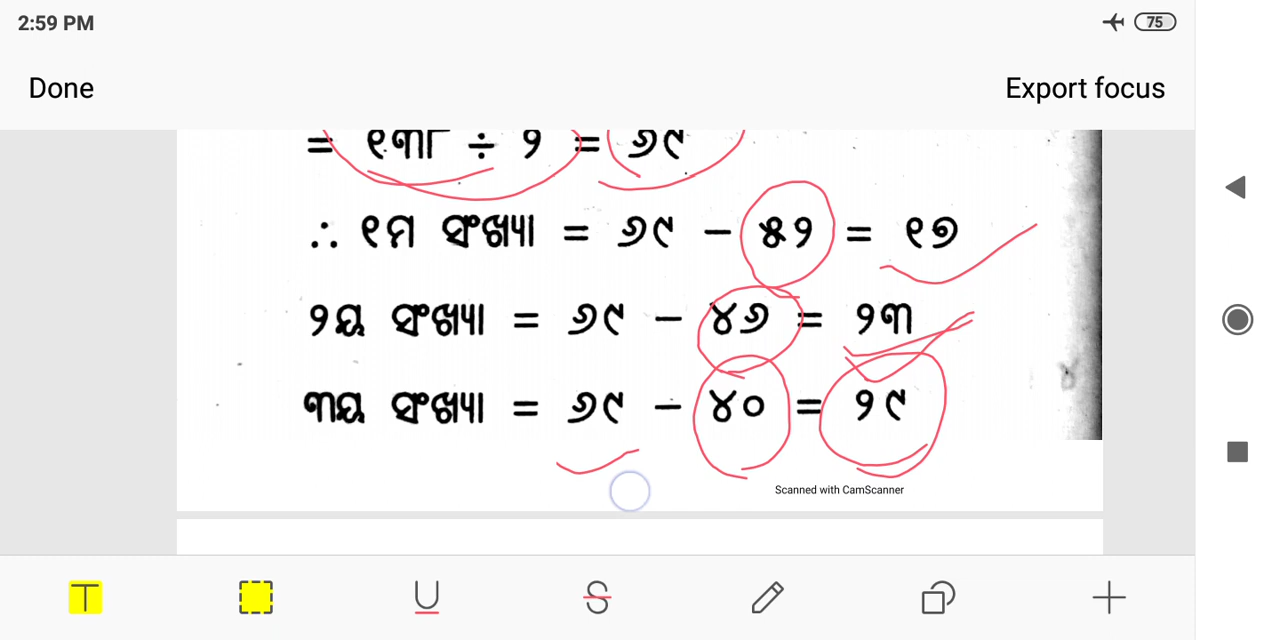 2:59 PM
75
Done
Export focus
= ୧୩୮ ÷ ୨ = ୬୯
∴ ୧ମ ସଂଖ୍ୟା = ୬୯ – ୫୨ = ୧୭
୨ୟ ସଂଖ୍ୟା = ୬୯ – ୪୬ = ୨୩
୩ୟ ସଂଖ୍ୟା = ୬୯ – ୪୦ = ୨୯
Scanned with CamScanner